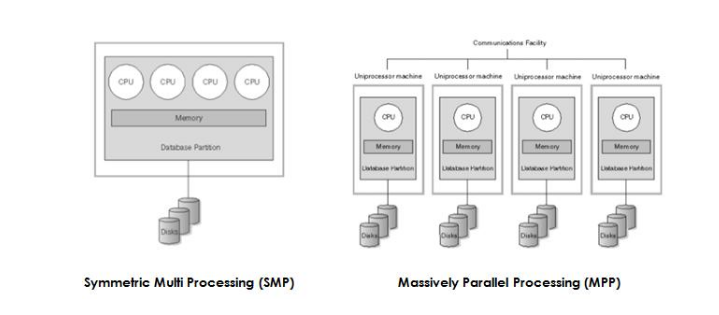 CPU CPU CPU CPU
Memory
Database Partition
Disks
Symmetric Multi Processing (SMP)
Communications Facility
Uniprocessor machine Uniprocessor machine Uniprocessor machine Uniprocessor machine
CPU CPU CPU CPU
Memory Memory Memory Memory
Database Partition Database Partition Database Partition Database Partition
Disks Disks Disks Disks
Massively Parallel Processing (MPP)